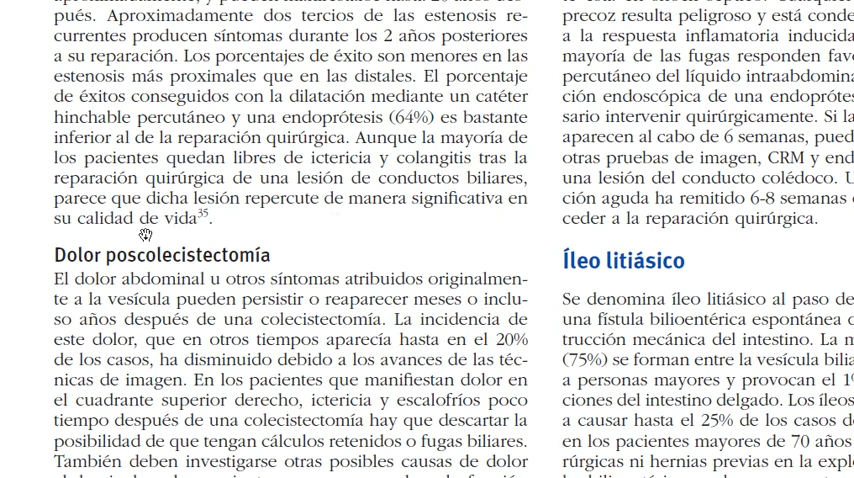 pués. Aproximadamente dos tercios de las estenosis re-
currentes producen síntomas durante los 2 años posteriores
a su reparación. Los porcentajes de éxito son menores en las
estenosis más proximales que en las distales. El porcentaje
de éxitos conseguidos con la dilatación mediante un catéter
hinchable percutáneo y una endoprótesis (64%) es bastante
inferior al de la reparación quirúrgica. Aunque la mayoría de
los pacientes quedan libres de ictericia y colangitis tras la
reparación quirúrgica de una lesión de conductos biliares,
parece que dicha lesión repercute de manera significativa en
su calidad de vida35.
Dolor poscolecistectomía
El dolor abdominal u otros síntomas atribuidos originalmen-
te a la vesícula pueden persistir o reaparecer meses o inclu-
so años después de una colecistectomía. La incidencia de
este dolor, que en otros tiempos aparecía hasta en el 20%
de los casos, ha disminuido debido a los avances de las téc-
nicas de imagen. En los pacientes que manifiestan dolor en
el cuadrante superior derecho, ictericia y escalofríos poco
tiempo después de una colecistectomía hay que descartar la
posibilidad de que tengan cálculos retenidos o fugas biliares.
También deben investigarse otras posibles causas de dolor
precoz resulta peligroso y está conde
a la respuesta inflamatoria inducida
mayoría de las fugas responden favo
percutáneo del líquido intraabdomina
ción endoscópica de una endoprótes
sario intervenir quirúrgicamente. Si la
aparecen al cabo de 6 semanas, pued
otras pruebas de imagen, CRM y end
una lesión del conducto colédoco. U
ción aguda ha remitido 6-8 semanas
ceder a la reparación quirúrgica.
Íleo litiásico
Se denomina íleo litiásico al paso de
una fístula bilioentérica espontánea
trucción mecánica del intestino. La m
(75%) se forman entre la vesícula bilia
a personas mayores y provocan el 1
ciones del intestino delgado. Los íleos
a causar hasta el 25% de los casos d
en los pacientes mayores de 70 años
rúrgicas ni hernias previas en la explo